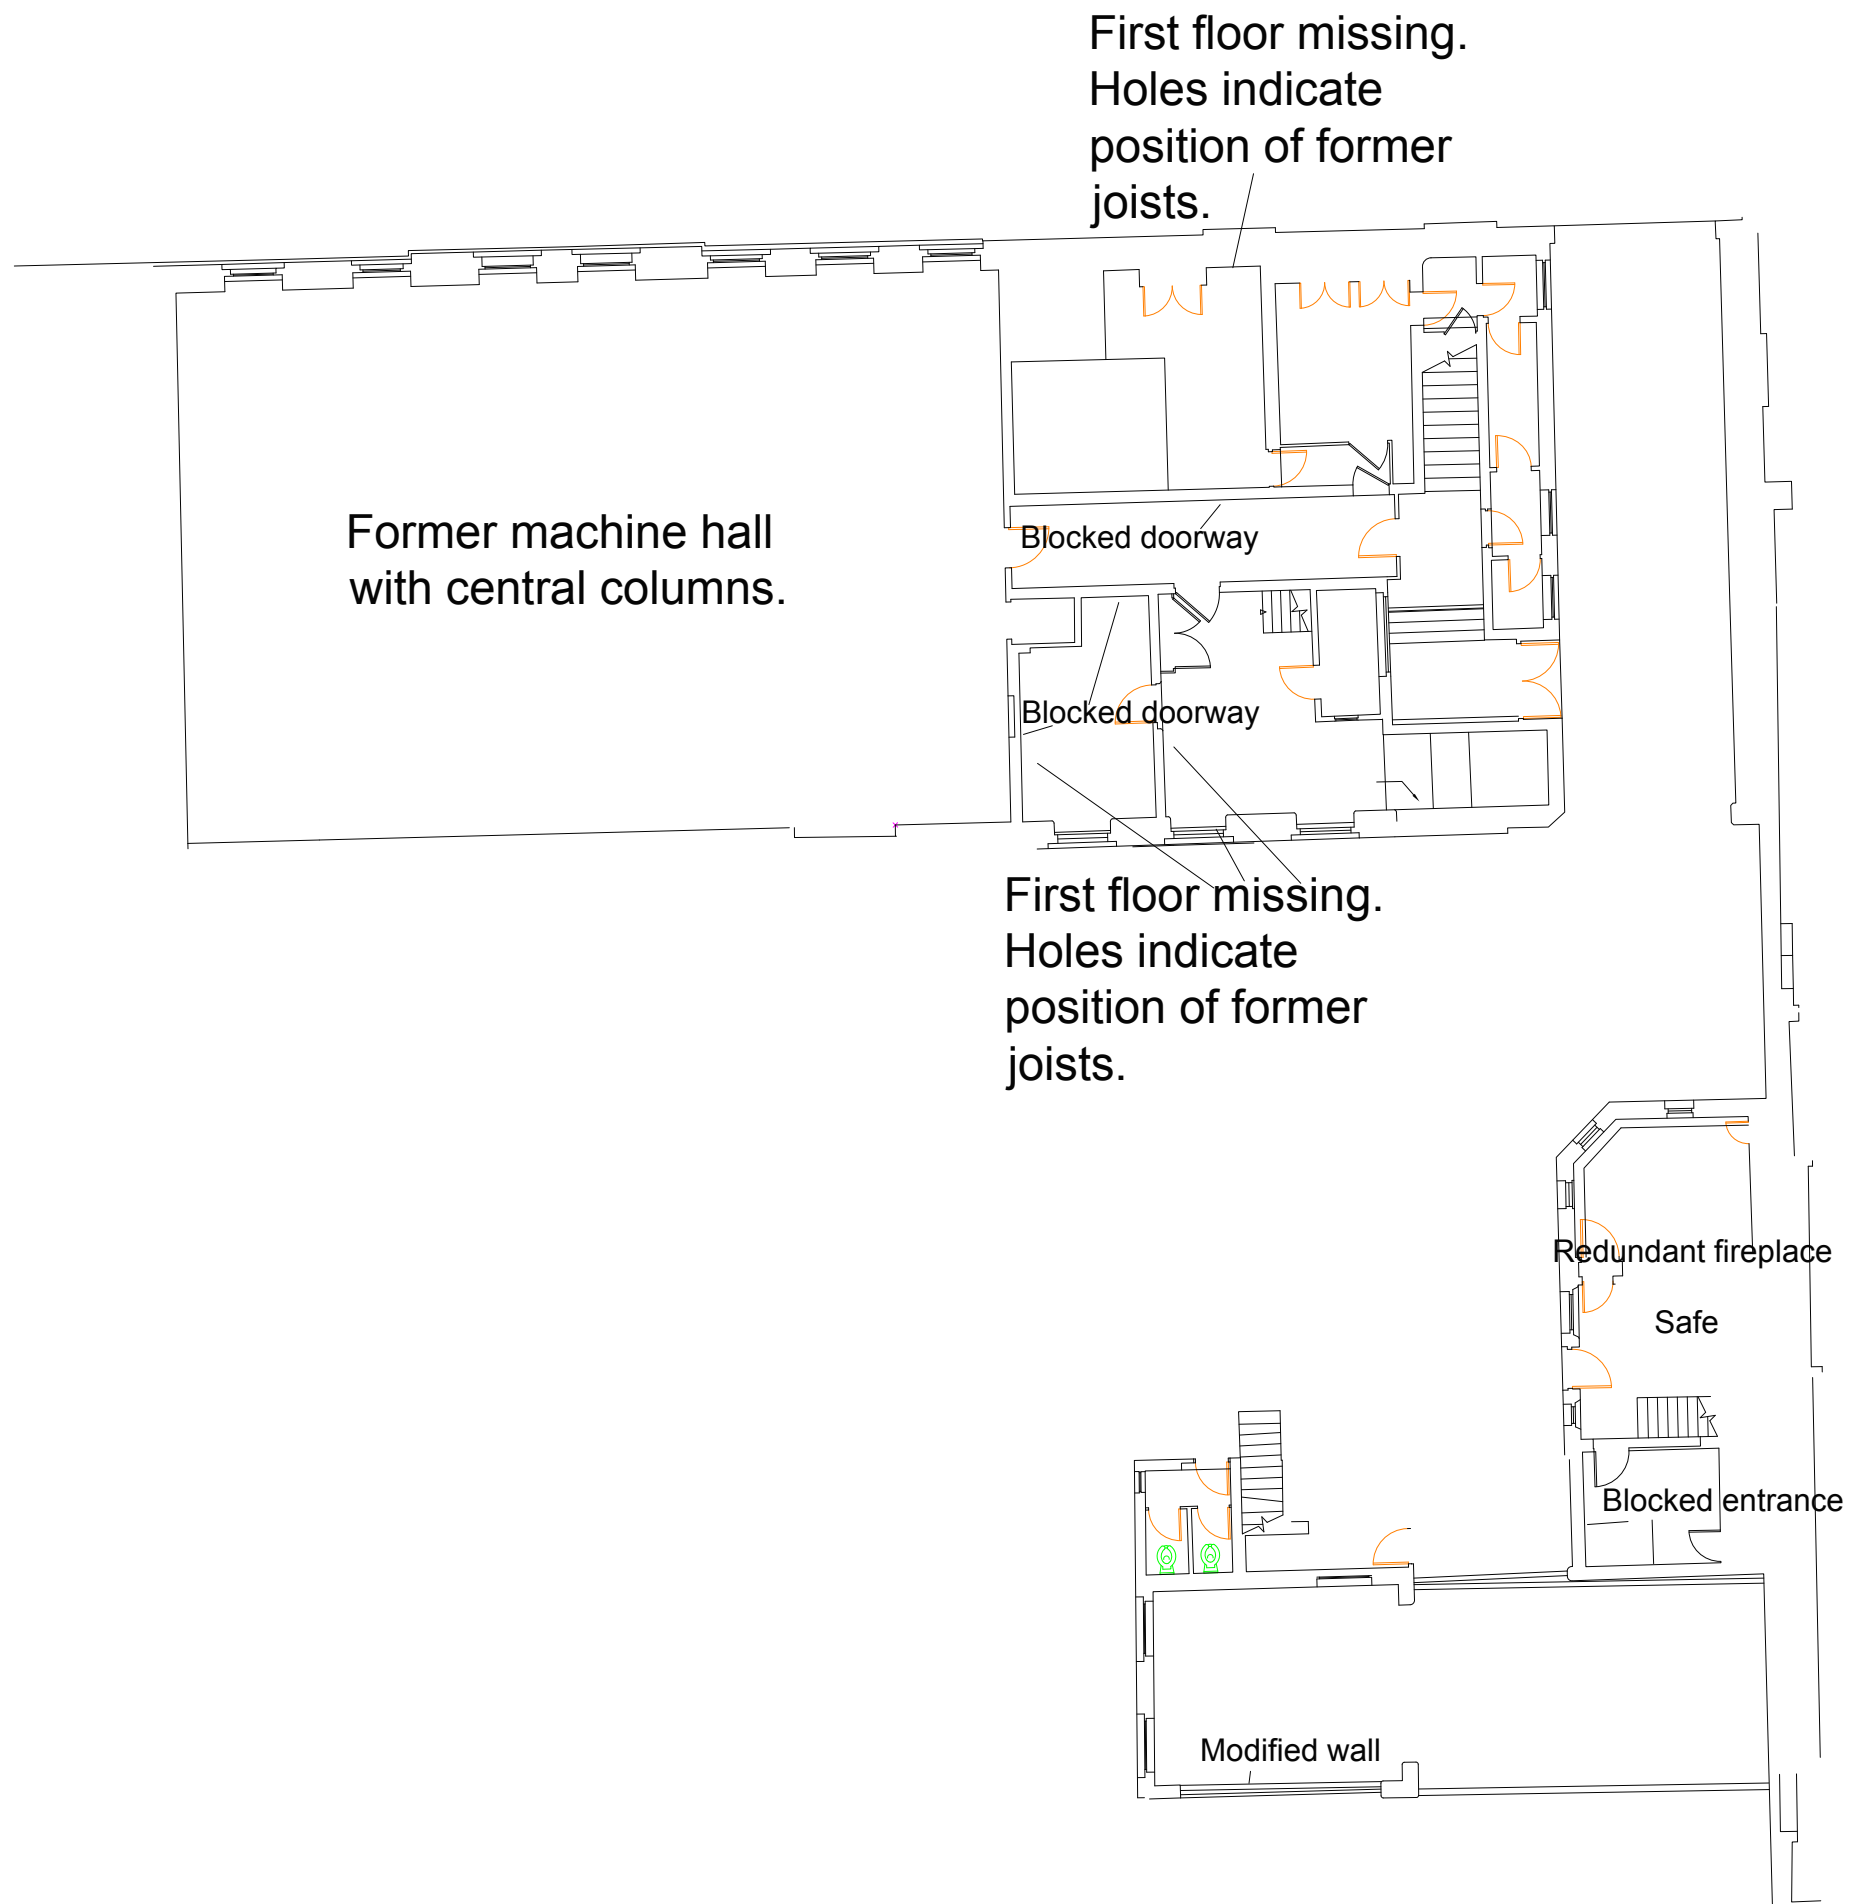 First floor missing.
Holes indicate
position of former
joists.
Former machine hall
with central columns.
Blocked doorway
Blocked doorway
First floor missing.
Holes indicate
position of former
joists.
Redundant fireplace
Safe
Blocked entrance
Modified wall